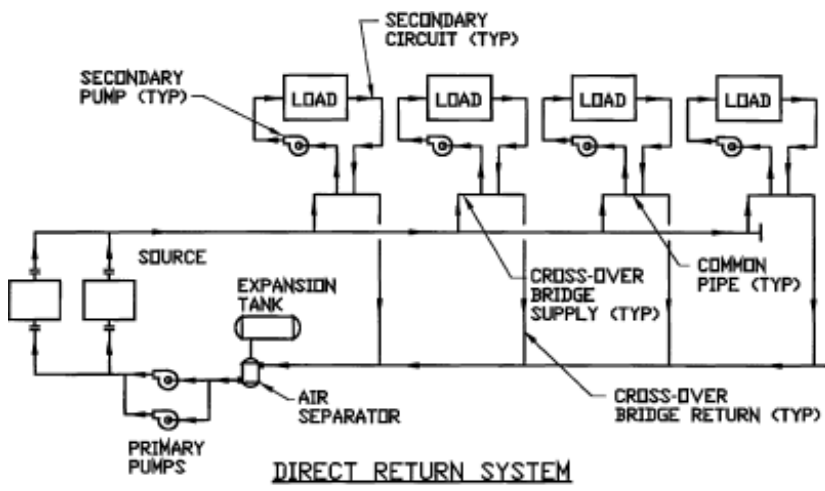 SECONDARY
CIRCUIT (TYP)
SECONDARY
PUMP (TYP)
LOAD
LOAD
LOAD
LOAD
SOURCE
EXPANSION
TANK
CROSS-OVER
BRIDGE
SUPPLY (TYP)
COMMON
PIPE (TYP)
AIR
SEPARATOR
CROSS-OVER
BRIDGE RETURN (TYP)
PRIMARY
PUMPS
DIRECT RETURN SYSTEM